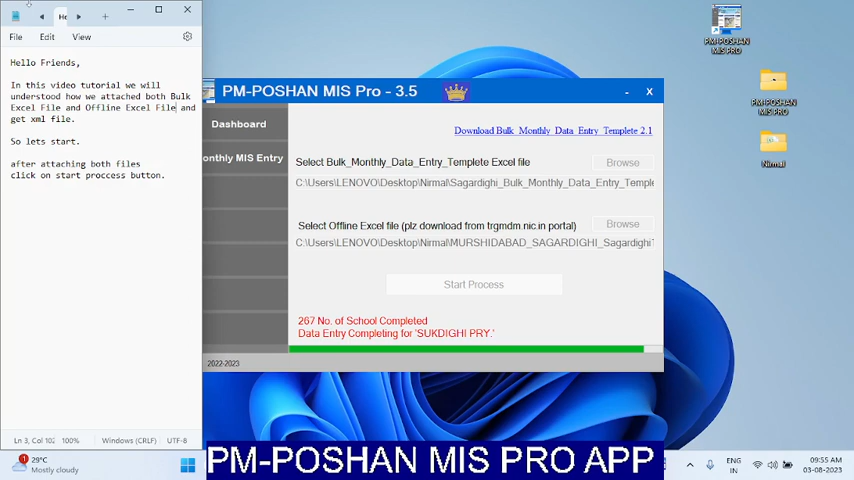 He
File Edit View
Hello Friends,
In this video tutorial we will
understood how we attached both Bulk
Excel File and Offline Excel File and
get xml file.
So lets start.
after attaching both files
click on start proccess button.
Ln 3, Col 102 100% Windows (CRLF) UTF-8
PM-POSHAN MIS Pro - 3.5
Dashboard
onthly MIS Entry
Download Bulk_Monthly_Data_Entry_Templete 2.1
Select Bulk_Monthly_Data_Entry_Templete Excel file
Browse
C:\Users\LENOVO\Desktop\Nirmal\Sagardighi_Bulk_Monthly_Data_Entry_Temple
Select Offline Excel file (plz download from trgmdm.nic.in portal)
Browse
C:\Users\LENOVO\Desktop\Nirmal\MURSHIDABAD_SAGARDIGHI_Sagardighi
Start Process
267 No. of School Completed
Data Entry Completing for 'SUKDIGHI PRY.'
2022-2023
PM-POSHAN
MIS PRO
PM-POSHAN
MIS PRO
Nirmal
1
29°C
Mostly cloudy
PM-POSHAN MIS PRO APP
ENG
IN
09:55 AM
03-08-2023